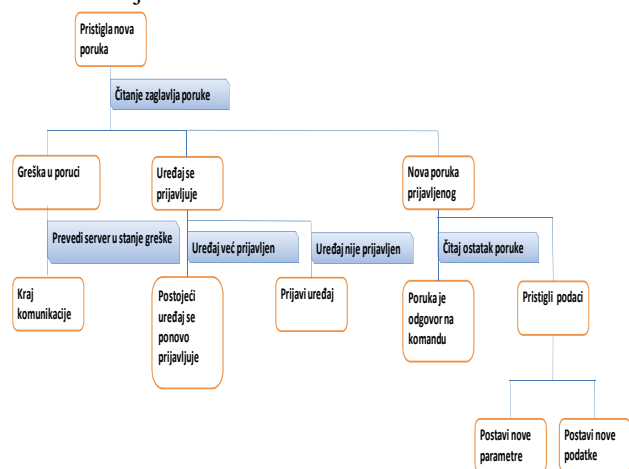 Pristigla nova
poruka
Čitanje zaglavlja poruke
Greška u poruci
Uređaj se
prijavljuje
Nova poruka
prijavljenog
Prevedi server u stanje greške
Uređaj već prijavljen
Uređaj nije prijavljen
Čitaj ostatak poruke
Kraj
komunikacije
Postojeći
uređaj se
ponovo
prijavljuje
Prijavi uređaj
Poruka je
odgovor na
komandu
Pristigli podaci
Postavi nove
parametre
Postavi nove
podatke